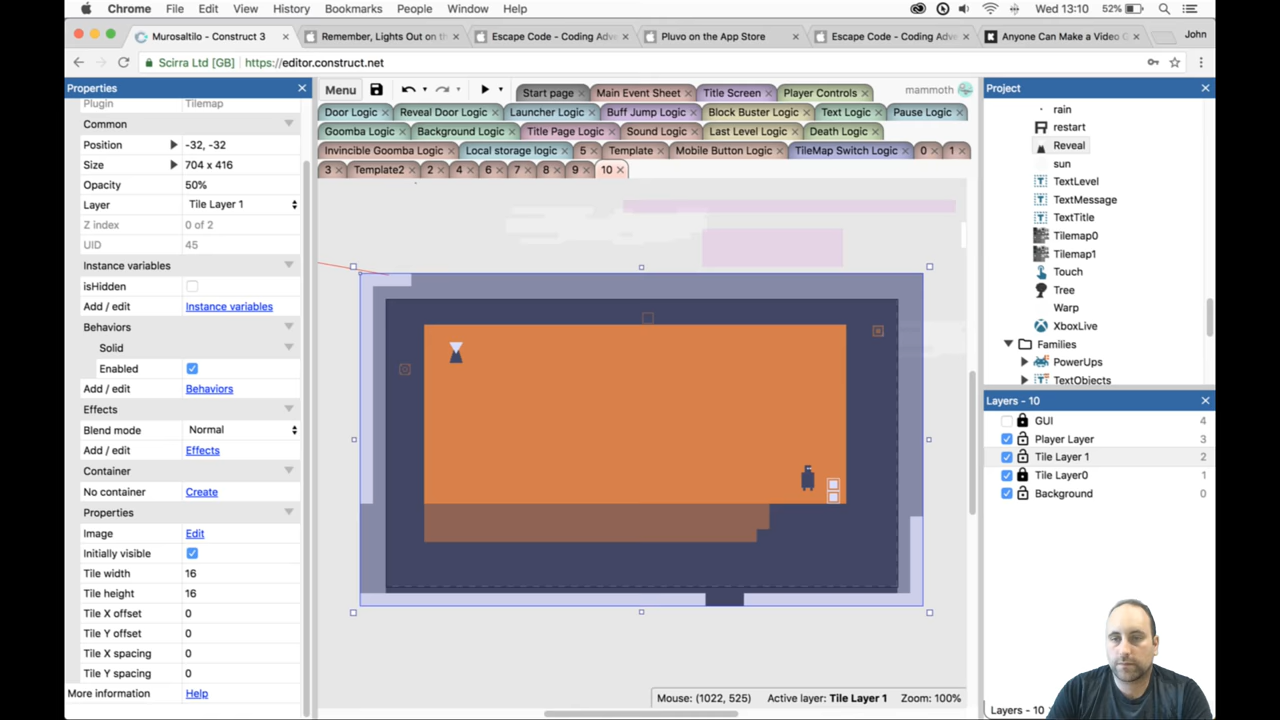 Chrome File Edit View History Bookmarks People Window Help Wed 13:10 52%
Murosaltilo - Construct 3 Remember, Lights Out on th Escape Code - Coding Adve Pluvo on the App Store Escape Code - Coding Adve Anyone Can Make a Video G John
Scirra Ltd [GB] https://editor.construct.net
Properties
Plugin Tilemap
Common
Position -32, -32
Size 704 x 416
Opacity 50%
Layer Tile Layer 1
Z index 0 of 2
UID 45
Instance variables
isHidden
Add / edit Instance variables
Behaviors
Solid
Enabled
Add / edit Behaviors
Effects
Blend mode Normal
Add / edit Effects
Container
No container Create
Properties
Image Edit
Initially visible
Tile width 16
Tile height 16
Tile X offset 0
Tile Y offset 0
Tile X spacing 0
Tile Y spacing 0
More information Help
Menu Start page Main Event Sheet Title Screen Player Controls mammoth
Door Logic Reveal Door Logic Launcher Logic Buff Jump Logic Block Buster Logic Text Logic Pause Logic
Goomba Logic Background Logic Title Page Logic Sound Logic Last Level Logic Death Logic
Invincible Goomba Logic Local storage logic 5 Template Mobile Button Logic TileMap Switch Logic 0 1
3 Template2 2 4 6 7 8 9 10
Mouse: (1022, 525) Active layer: Tile Layer 1 Zoom: 100%
Project
rain
restart
Reveal
sun
TextLevel
TextMessage
TextTitle
Tilemap0
Tilemap1
Touch
Tree
Warp
XboxLive
Families
PowerUps
TextObjects
Layers - 10
GUI 4
Player Layer 3
Tile Layer 1 2
Tile Layer0 1
Background 0
Layers - 10